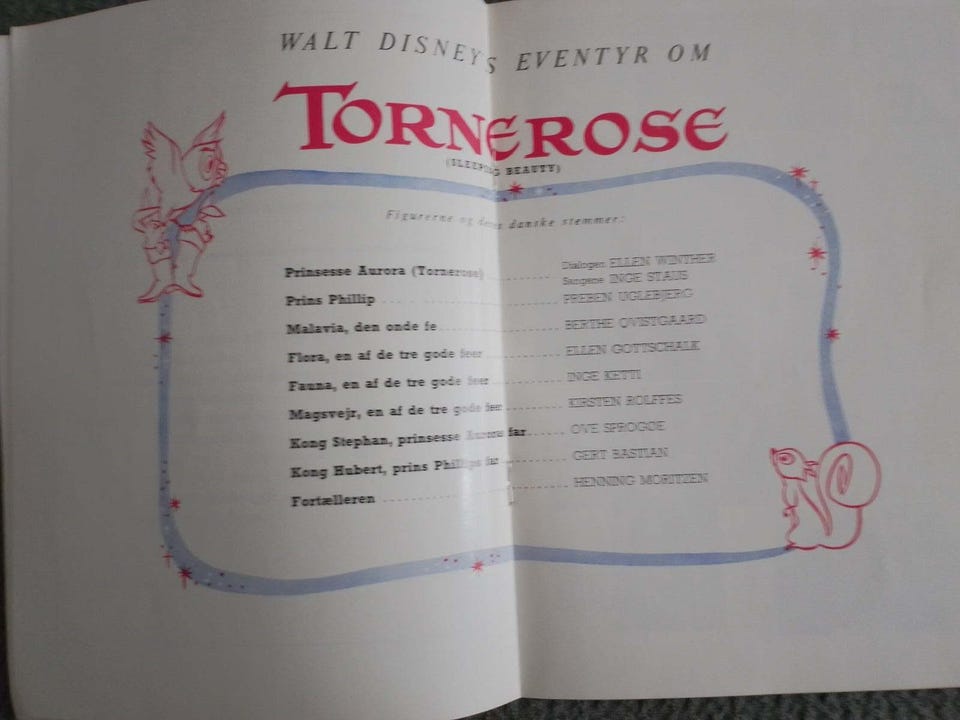 WALT DISNEY'S EVENTYR OM
TORNEROSE
(SLEEPING BEAUTY)
Figurerne og deres danske stemmer:
Prinsesse Aurora (Tornerose) Dialogen ELLEN WINTHER
Sangene INGE STAUS
Prins Phillip PREBEN UGLEBJERG
Malavia, den onde fe BERTHE QVISTGAARD
Flora, en af de tre gode feer ELLEN GOTTSCHALK
Fauna, en af de tre gode feer INGE KETTI
Magsvejr, en af de tre gode feer KIRSTEN ROLFFES
Kong Stephan, prinsesse Auroras far OVE SPROGØE
Kong Hubert, prins Phillips far GERT BASTIAN
Fortælleren HENNING MORITZEN